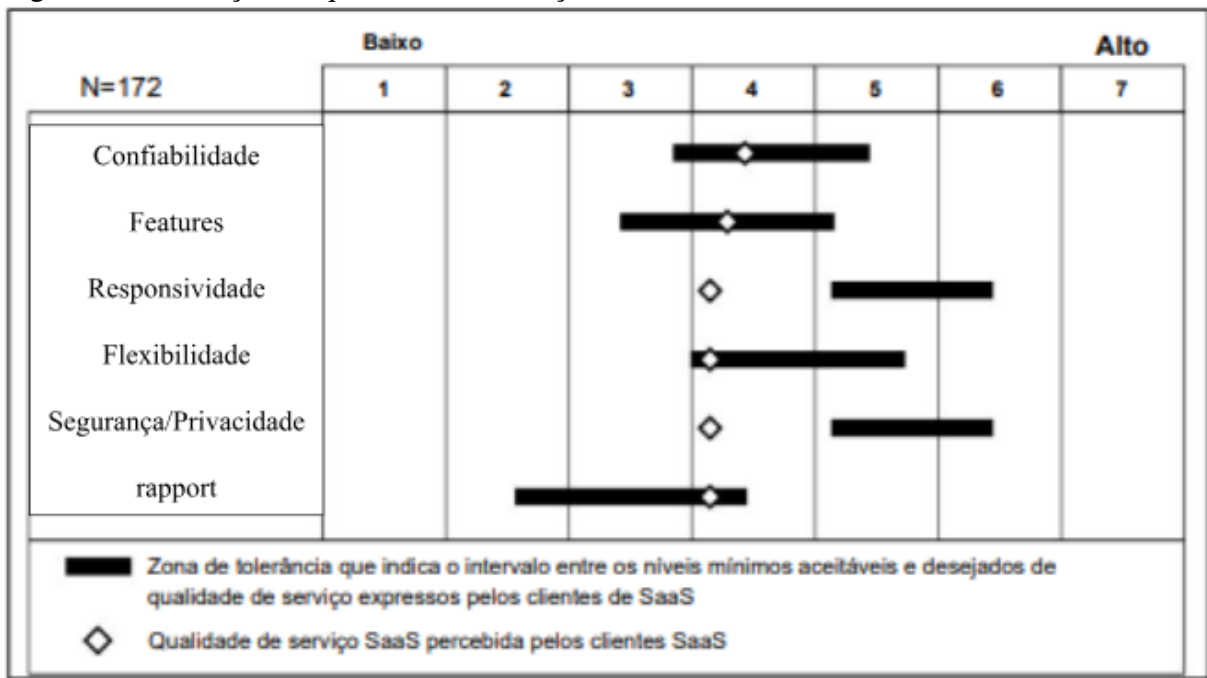 Baixo
Alto
N=172
1 2 3 4 5 6 7
Confiabilidade
Features
Responsividade
Flexibilidade
Segurança/Privacidade
rapport
Zona de tolerância que indica o intervalo entre os níveis mínimos aceitáveis e desejados de
qualidade de serviço expressos pelos clientes de SaaS
Qualidade de serviço SaaS percebida pelos clientes SaaS